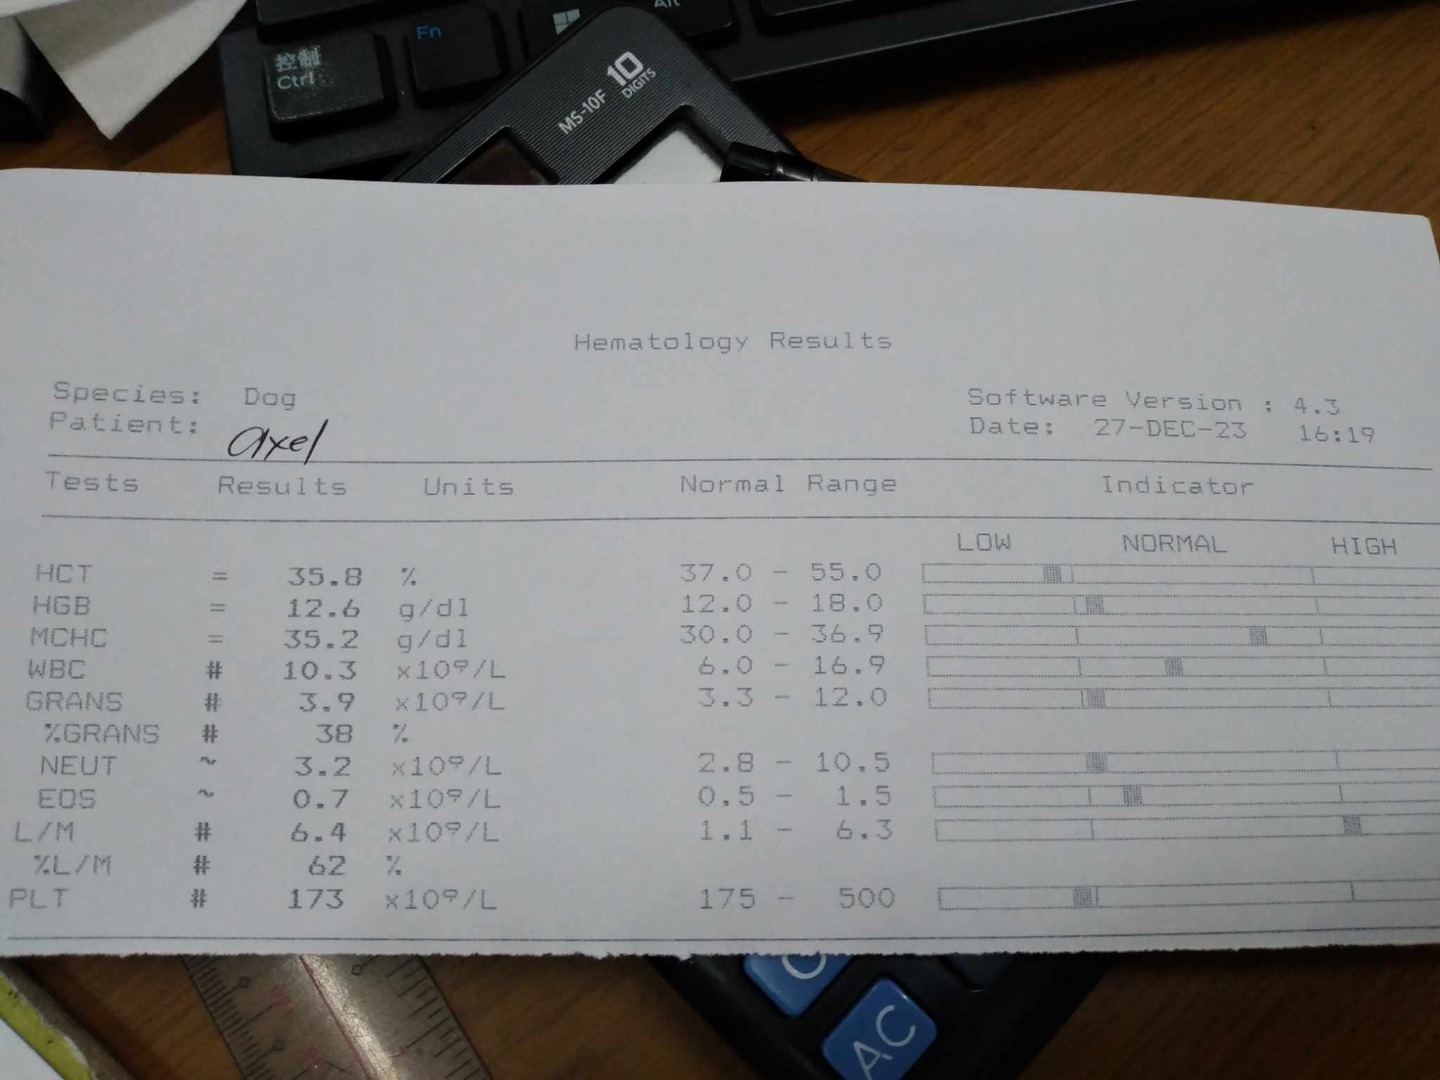 Alt
Fn
控制
Ctrl
MS-10F 10
DIGITS
Hematology Results
Species: Dog
Patient: axel
Software Version : 4.3
Date: 27-DEC-23 16:19
Tests Results Units Normal Range Indicator
LOW NORMAL HIGH
HCT = 35.8 % 37.0 - 55.0
HGB = 12.6 g/dl 12.0 - 18.0
MCHC = 35.2 g/dl 30.0 - 36.9
WBC # 10.3 x10⁹/L 6.0 - 16.9
GRANS # 3.9 x10⁹/L 3.3 - 12.0
%GRANS # 38 %
NEUT ~ 3.2 x10⁹/L 2.8 - 10.5
EOS ~ 0.7 x10⁹/L 0.5 - 1.5
L/M # 6.4 x10⁹/L 1.1 - 6.3
%L/M # 62 %
PLT # 173 x10⁹/L 175 - 500
AC